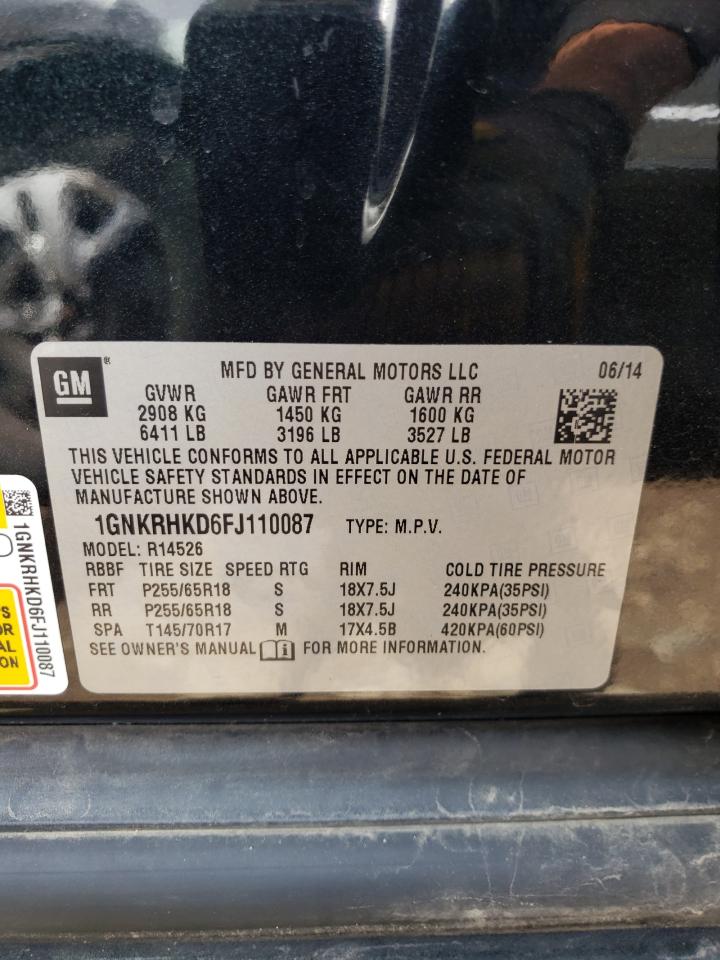 GM
MFD BY GENERAL MOTORS LLC 06/14
GVWR GAWR FRT GAWR RR
2908 KG 1450 KG 1600 KG
6411 LB 3196 LB 3527 LB
THIS VEHICLE CONFORMS TO ALL APPLICABLE U.S. FEDERAL MOTOR
VEHICLE SAFETY STANDARDS IN EFFECT ON THE DATE OF
MANUFACTURE SHOWN ABOVE.
1GNKRHKD6FJ110087 TYPE: M.P.V.
MODEL: R14526
RBBF TIRE SIZE SPEED RTG RIM COLD TIRE PRESSURE
FRT P255/65R18 S 18X7.5J 240KPA(35PSI)
RR P255/65R18 S 18X7.5J 240KPA(35PSI)
SPA T145/70R17 M 17X4.5B 420KPA(60PSI)
SEE OWNER'S MANUAL i FOR MORE INFORMATION.
1GNKRHKD6FJ110087
PS
OR
AL
ON